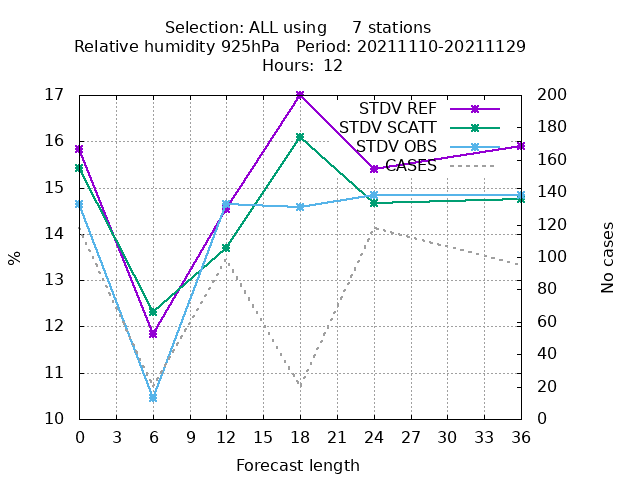 Selection: ALL using     7 stations
Relative humidity 925hPa   Period: 20211110-20211129
Hours:  12
17
16
15
14
13
12
11
10
200
180
160
140
120
100
80
60
40
20
0
STDV REF
STDV SCATT
STDV OBS
CASES
%
No cases
0 3 6 9 12 15 18 21 24 27 30 33 36
Forecast length